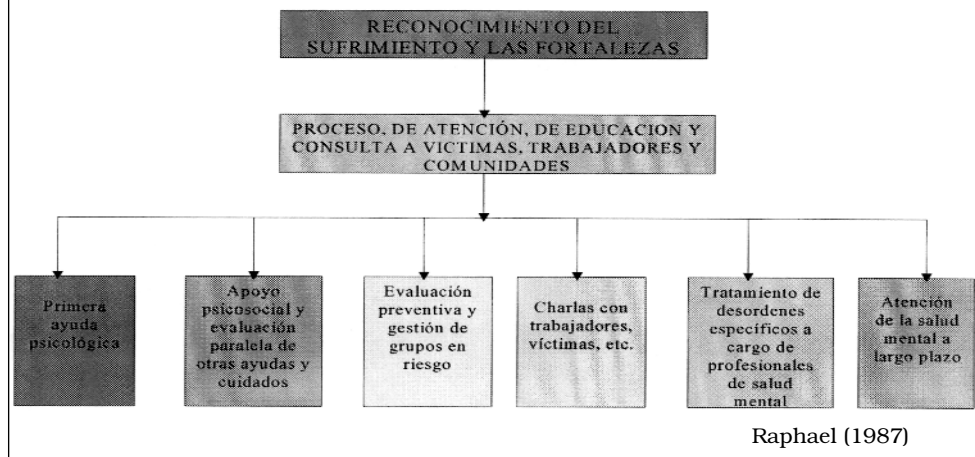 RECONOCIMIENTO DEL
SUFRIMIENTO Y LAS FORTALEZAS
PROCESO, DE ATENCIÓN, DE EDUCACION Y
CONSULTA A VICTIMAS, TRABAJADORES Y
COMUNIDADES
Primera
ayuda
psicológica
Apoyo
psicosocial y
evaluación
paralela de
otras ayudas y
cuidados
Evaluación
preventiva y
gestión de
grupos en
riesgo
Charlas con
trabajadores,
víctimas, etc.
Tratamiento de
desordenes
específicos a
cargo de
profesionales
de salud
mental
Atención
de la salud
mental a
largo plazo
Raphael (1987)